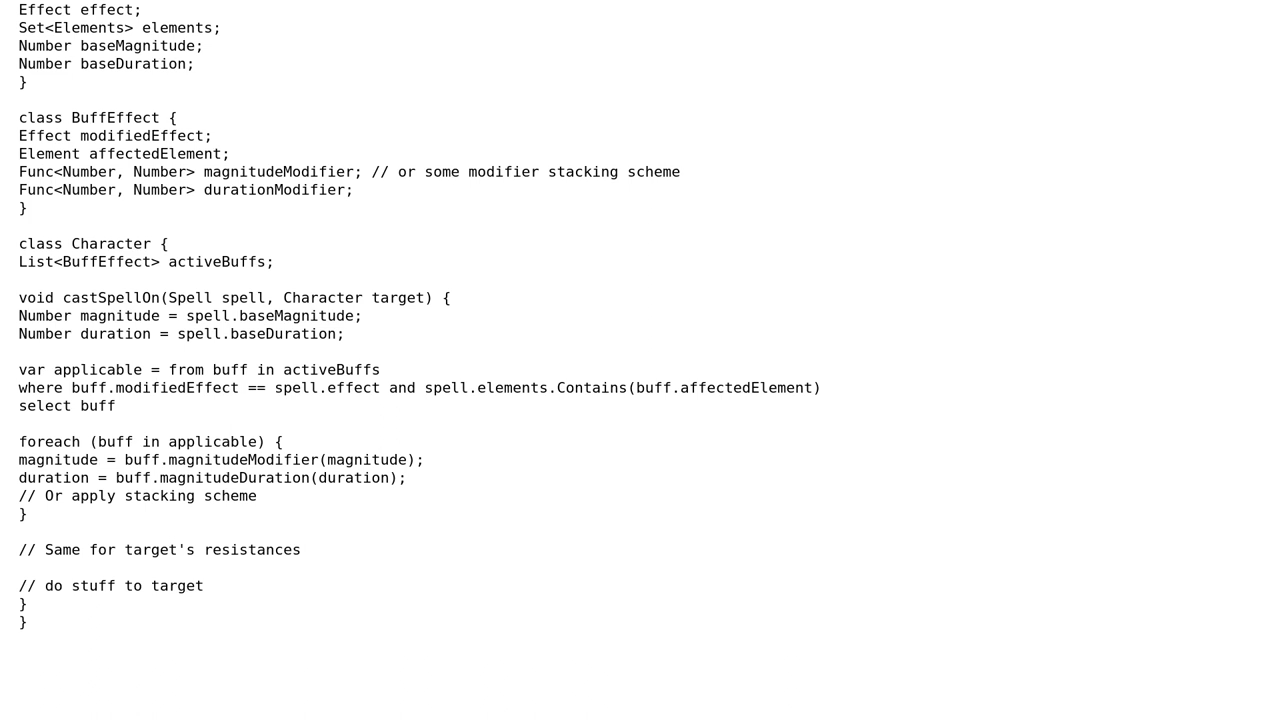 Effect effect;
Set<Elements> elements;
Number baseMagnitude;
Number baseDuration;
}
class BuffEffect {
Effect modifiedEffect;
Element affectedElement;
Func<Number, Number> magnitudeModifier; // or some modifier stacking scheme
Func<Number, Number> durationModifier;
}
class Character {
List<BuffEffect> activeBuffs;
void castSpellOn(Spell spell, Character target) {
Number magnitude = spell.baseMagnitude;
Number duration = spell.baseDuration;
var applicable = from buff in activeBuffs
where buff.modifiedEffect == spell.effect and spell.elements.Contains(buff.affectedElement)
select buff
foreach (buff in applicable) {
magnitude = buff.magnitudeModifier(magnitude);
duration = buff.magnitudeDuration(duration);
// Or apply stacking scheme
}
// Same for target's resistances
// do stuff to target
}
}